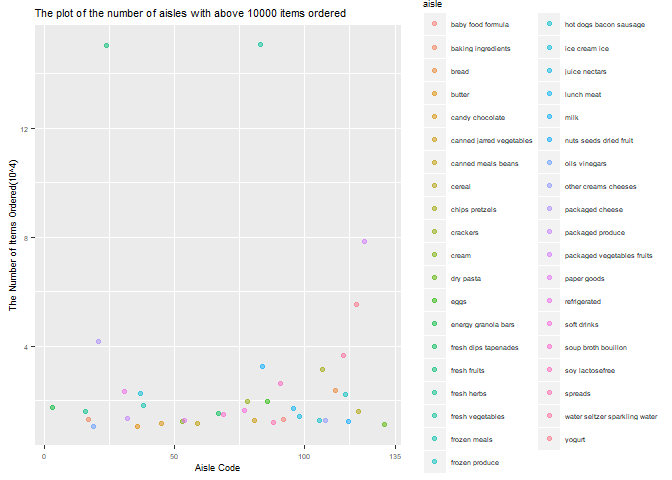 The plot of the number of aisles with above 10000 items ordered
The Number of Items Ordered(10^4)
12
8
4
0
50
100
135
Aisle Code
aisle
baby food formula
baking ingredients
bread
butter
candy chocolate
canned jarred vegetables
canned meals beans
cereal
chips pretzels
crackers
cream
dry pasta
eggs
energy granola bars
fresh dips tapenades
fresh fruits
fresh herbs
fresh vegetables
frozen meals
frozen produce
hot dogs bacon sausage
ice cream ice
juice nectars
lunch meat
milk
nuts seeds dried fruit
oils vinegars
other creams cheeses
packaged cheese
packaged produce
packaged vegetables fruits
paper goods
refrigerated
soft drinks
soup broth bouillon
soy lactosefree
spreads
water seltzer sparkling water
yogurt